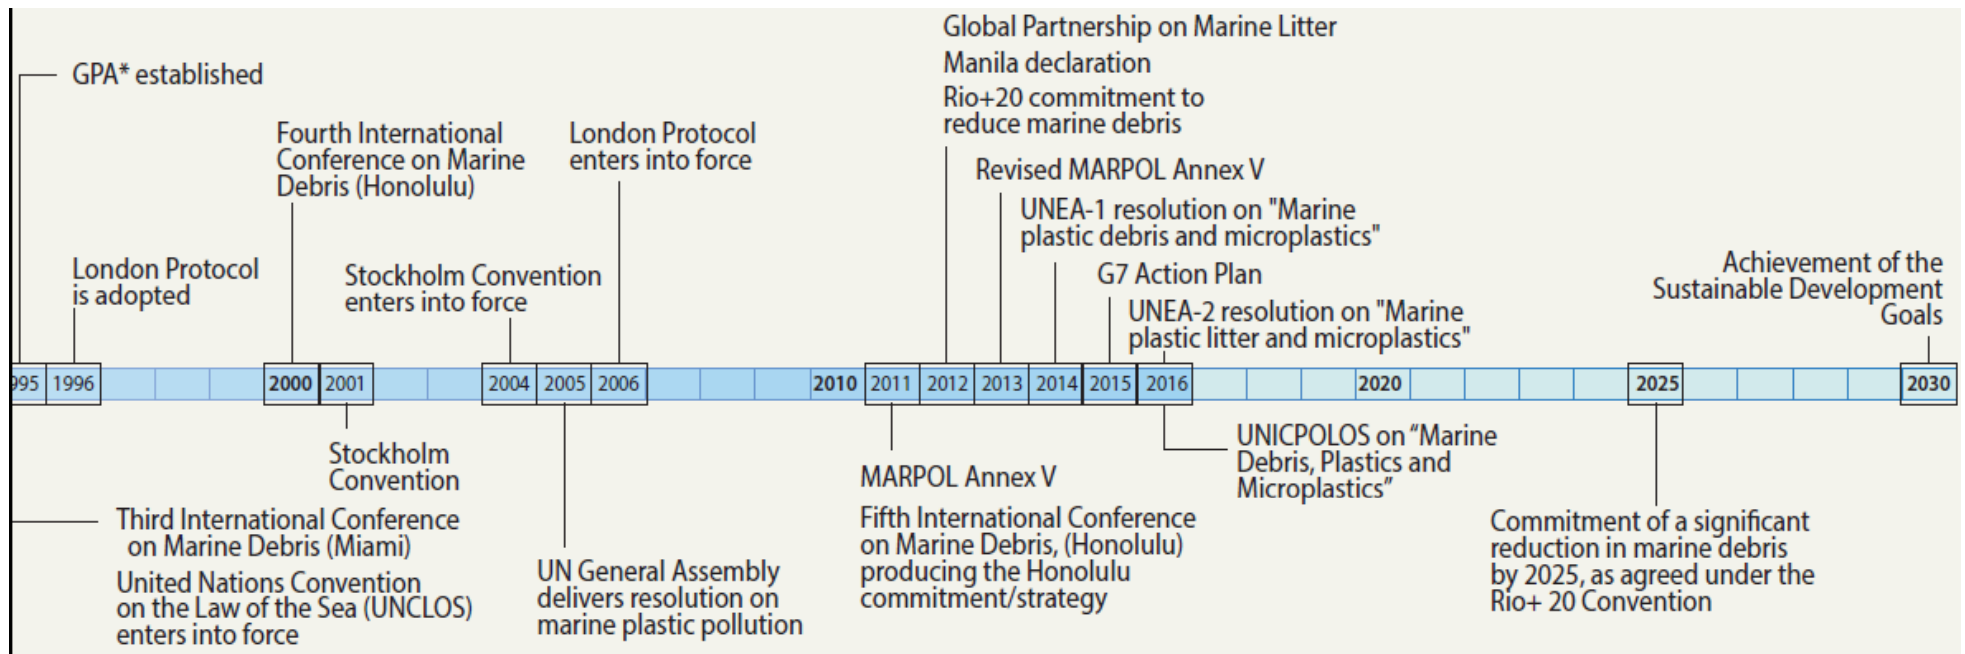 Global Partnership on Marine Litter
Manila declaration
Rio+20 commitment to
reduce marine debris
GPA* established
Fourth International
Conference on Marine
Debris (Honolulu)
London Protocol
enters into force
Revised MARPOL Annex V
UNEA-1 resolution on "Marine
plastic debris and microplastics"
London Protocol
is adopted
Stockholm Convention
enters into force
G7 Action Plan
UNEA-2 resolution on "Marine
plastic litter and microplastics"
Achievement of the
Sustainable Development
Goals
995 1996 2000 2001 2004 2005 2006 2010 2011 2012 2013 2014 2015 2016 2020 2025 2030
Stockholm
Convention
Third International Conference
on Marine Debris (Miami)
United Nations Convention
on the Law of the Sea (UNCLOS)
enters into force
UN General Assembly
delivers resolution on
marine plastic pollution
MARPOL Annex V
Fifth International Conference
on Marine Debris, (Honolulu)
producing the Honolulu
commitment/strategy
UNICPOLOS on “Marine
Debris, Plastics and
Microplastics”
Commitment of a significant
reduction in marine debris
by 2025, as agreed under the
Rio+ 20 Convention